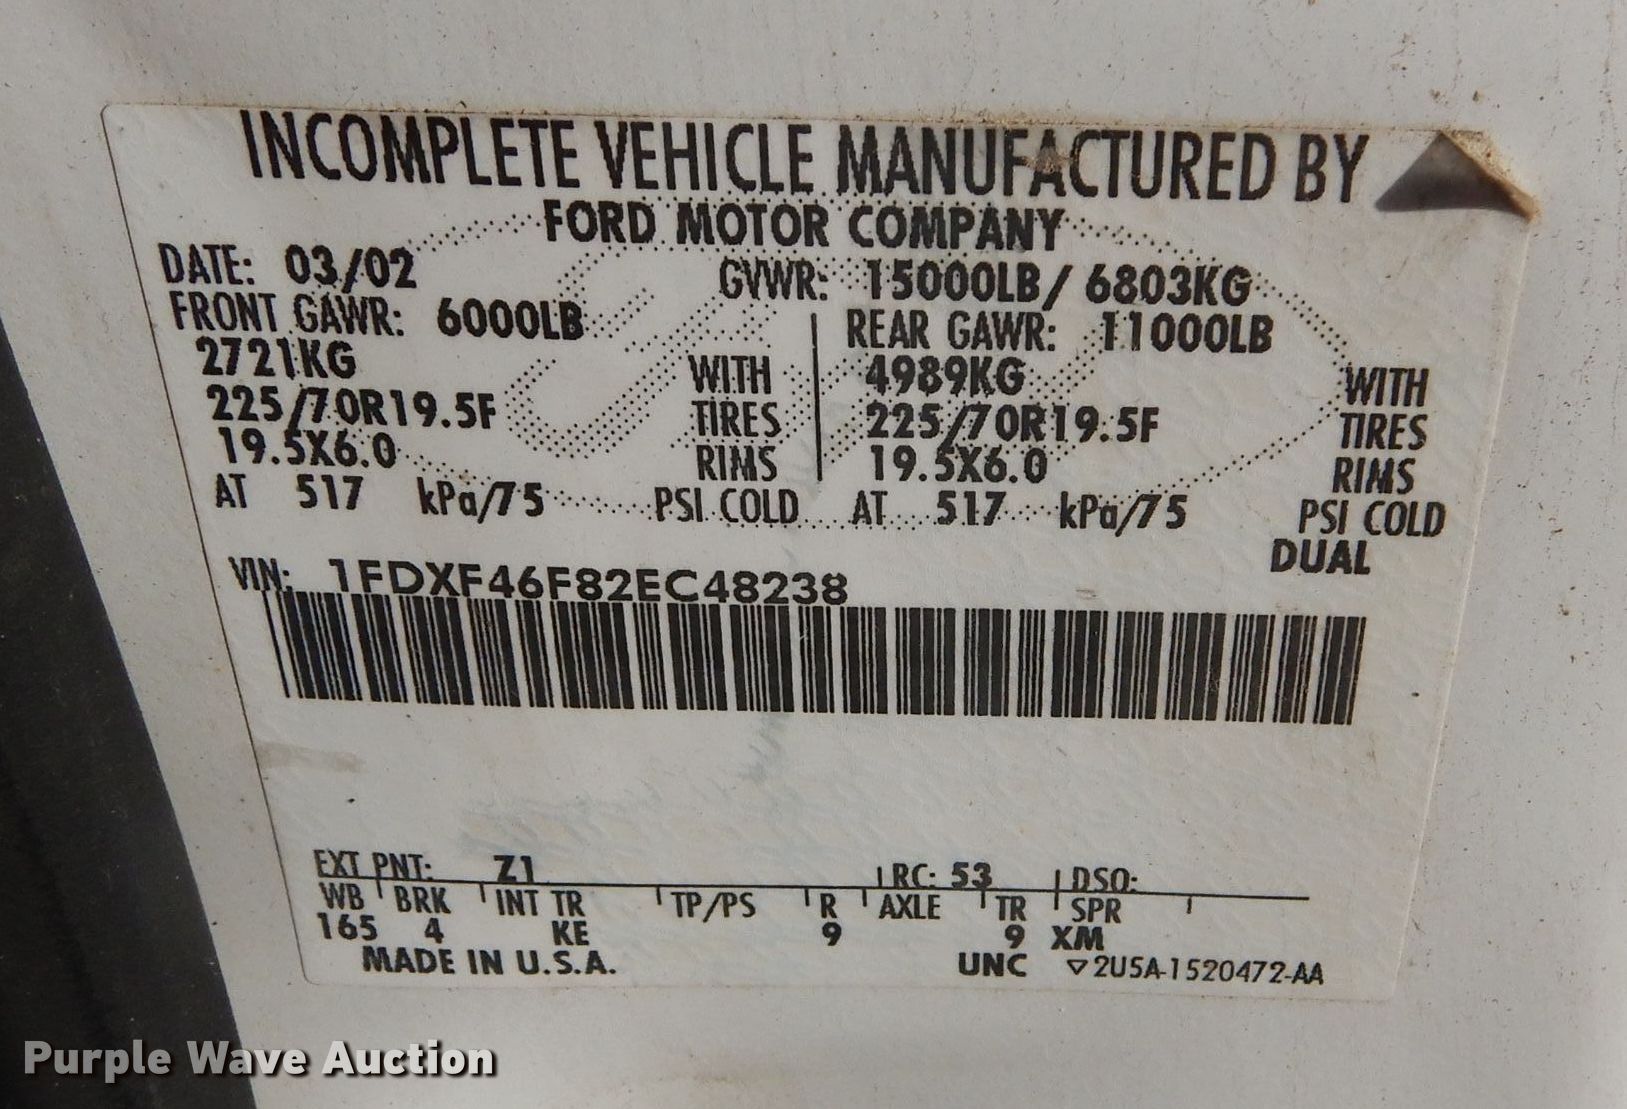 INCOMPLETE VEHICLE MANUFACTURED BY
FORD MOTOR COMPANY
DATE: 03/02 GVWR: 15000LB/ 6803KG
FRONT GAWR: 6000LB REAR GAWR: 11000LB
2721KG WITH 4989KG WITH
225/70R19.5F TIRES 225/70R19.5F TIRES
19.5X6.0 RIMS 19.5X6.0 RIMS
AT 517 kPa/75 PSI COLD AT 517 kPa/75 PSI COLD
DUAL
VIN: 1FDXF46F82EC48238
EXT PNT: Z1 RC: 53 DSO:
WB BRK INT TR TP/PS R AXLE TR SPR
165 4 KE 9 9 XM
MADE IN U.S.A. UNC ▽2U5A-1520472-AA
Purple Wave Auction